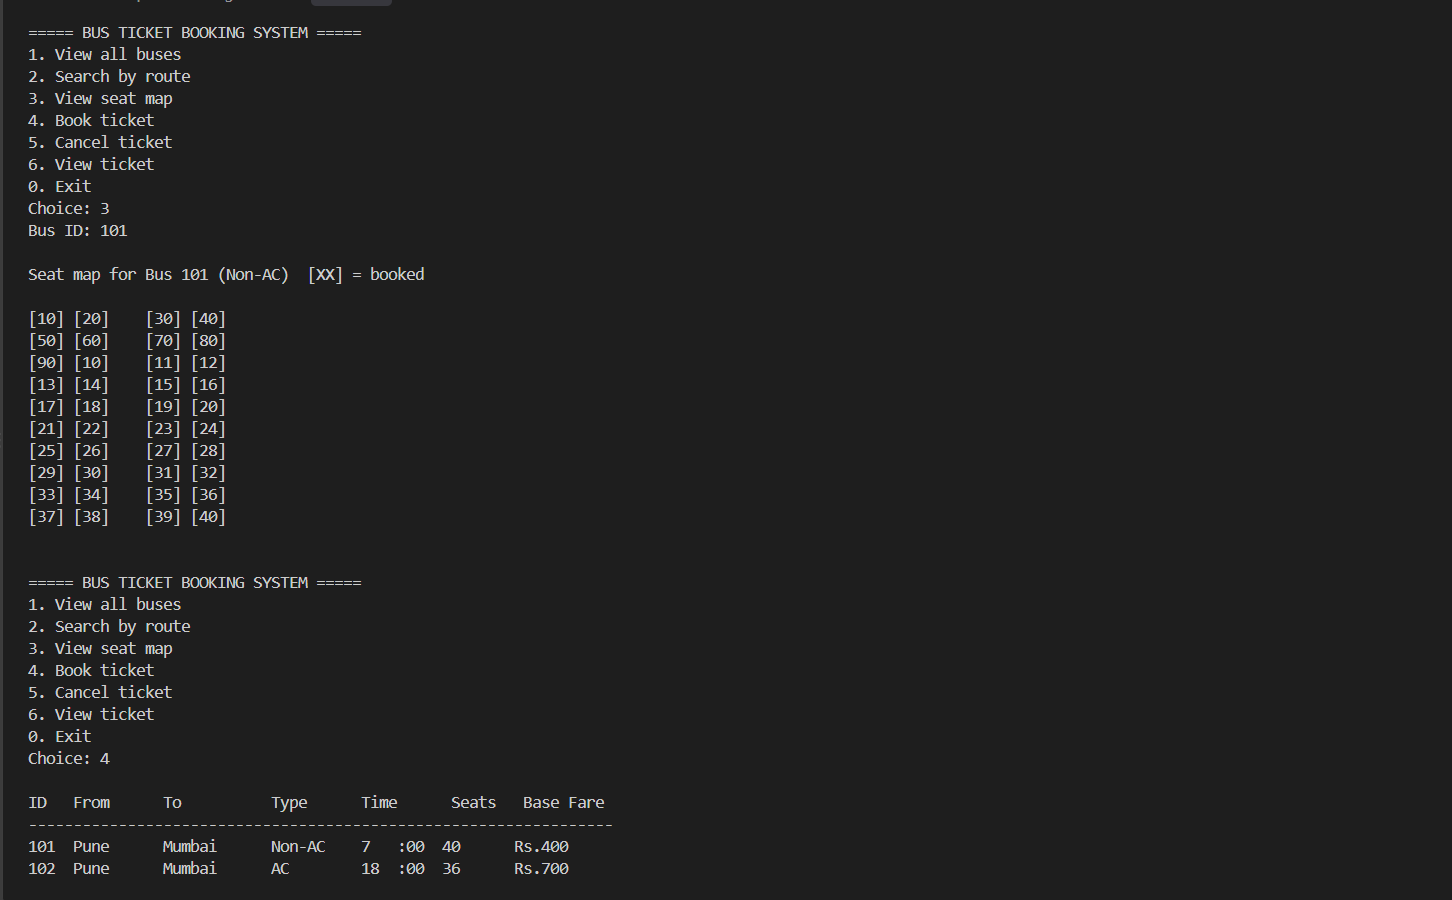 ===== BUS TICKET BOOKING SYSTEM =====
1. View all buses
2. Search by route
3. View seat map
4. Book ticket
5. Cancel ticket
6. View ticket
0. Exit
Choice: 3
Bus ID: 101
Seat map for Bus 101 (Non-AC)  [XX] = booked
[10] [20]    [30] [40]
[50] [60]    [70] [80]
[90] [10]    [11] [12]
[13] [14]    [15] [16]
[17] [18]    [19] [20]
[21] [22]    [23] [24]
[25] [26]    [27] [28]
[29] [30]    [31] [32]
[33] [34]    [35] [36]
[37] [38]    [39] [40]
===== BUS TICKET BOOKING SYSTEM =====
1. View all buses
2. Search by route
3. View seat map
4. Book ticket
5. Cancel ticket
6. View ticket
0. Exit
Choice: 4
ID   From      To          Type      Time      Seats   Base Fare
-----------------------------------------------------------------
101  Pune      Mumbai      Non-AC    7   :00  40      Rs.400
102  Pune      Mumbai      AC        18  :00  36      Rs.700